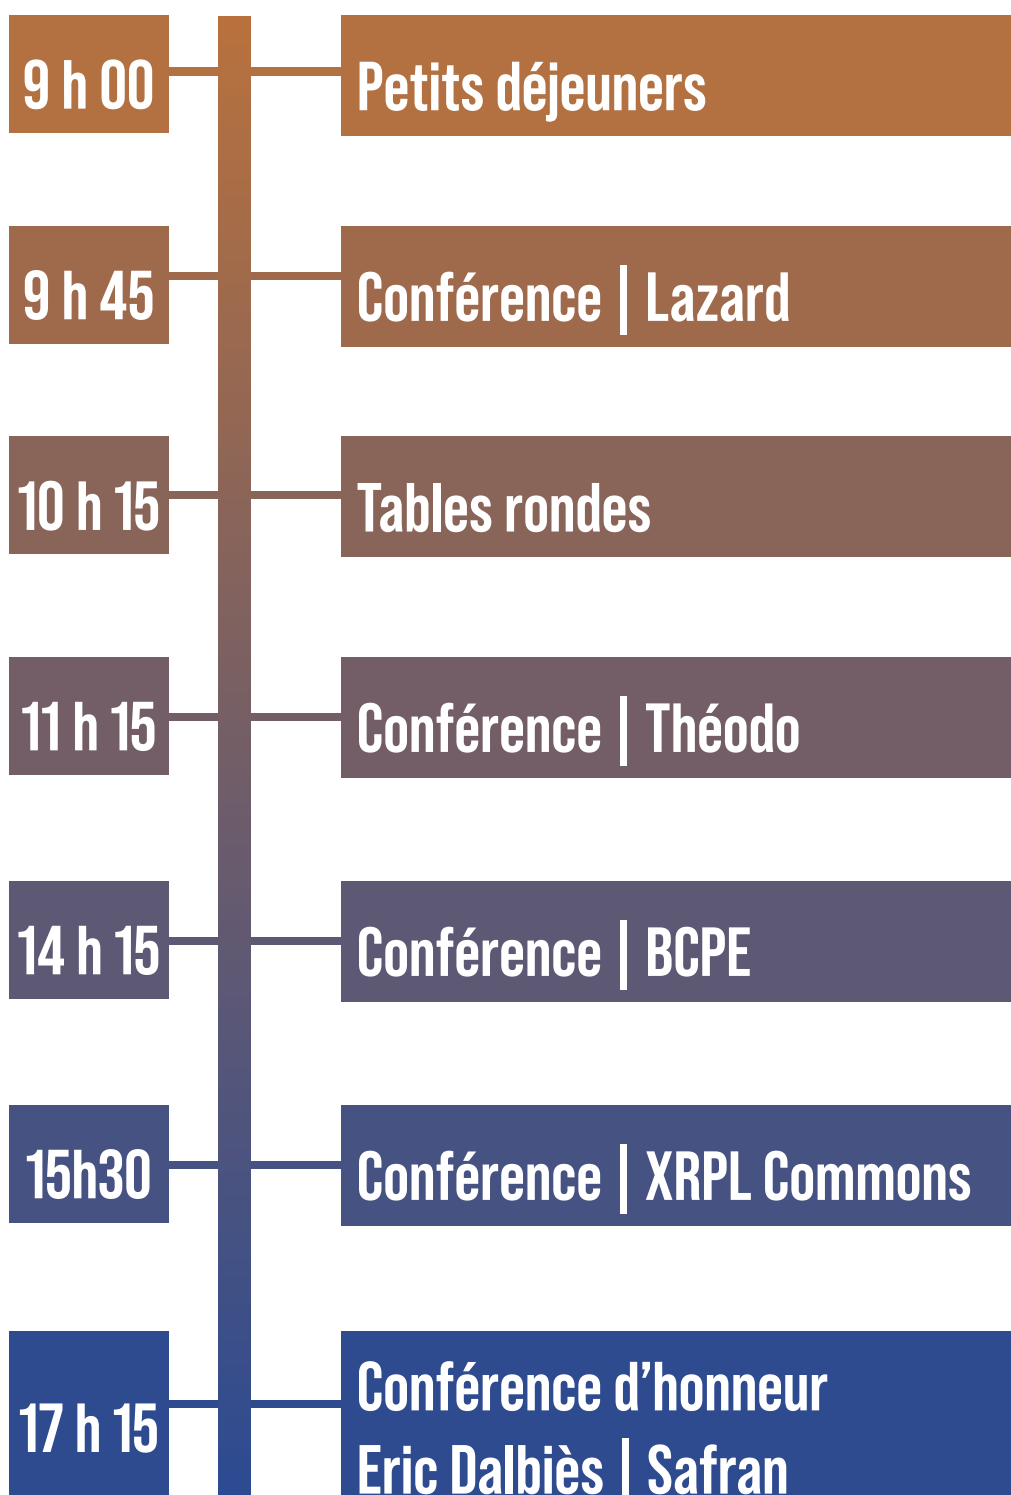 9 h 00
Petits déjeuners
9 h 45
Conférence | Lazard
10 h 15
Tables rondes
11 h 15
Conférence | Théodo
14 h 15
Conférence | BCPE
15h30
Conférence | XRPL Commons
17 h 15
Conférence d’honneur
Eric Dalbiès | Safran